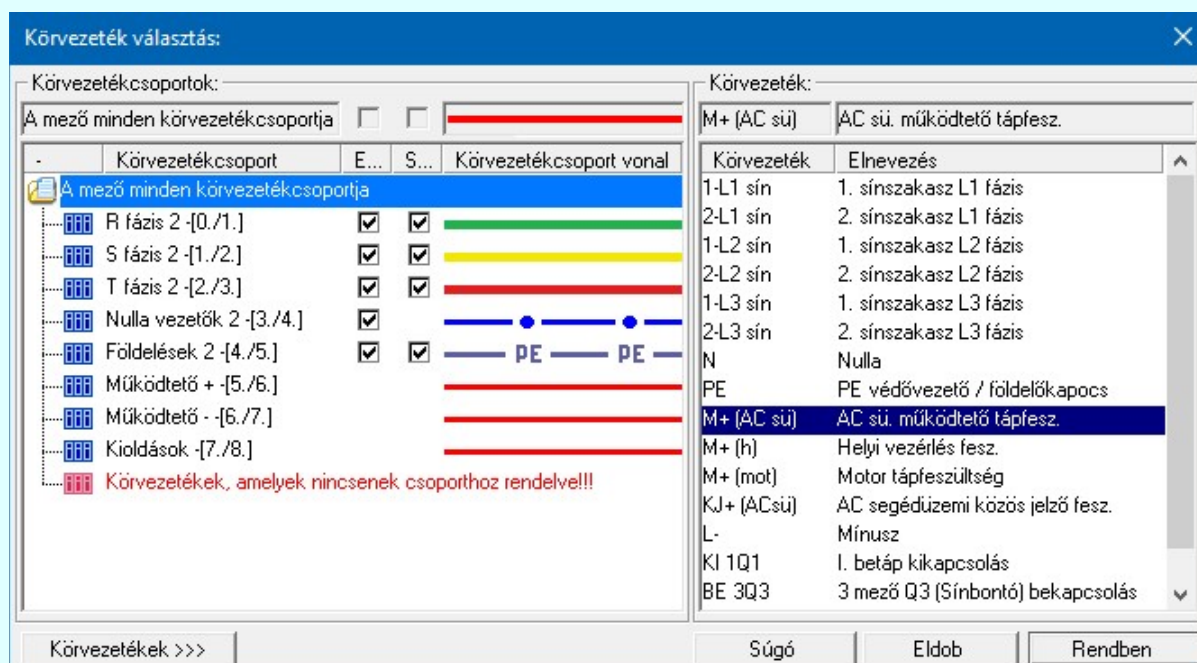 Körvezeték választás:
Körvezetékcsoportok:
A mező minden körvezetékcsoportja
- Körvezetékcsoport E... S... Körvezetékcsoport vonal
A mező minden körvezetékcsoportja
R fázis 2 -[0./1.]
S fázis 2 -[1./2.]
T fázis 2 -[2./3.]
Nulla vezetők 2 -[3./4.]
Földelések 2 -[4./5.] PE PE
Működtető + -[5./6.]
Működtető - -[6./7.]
Kioldások -[7./8.]
Körvezetékek, amelyek nincsenek csoporthoz rendelve!!!
Körvezetékek >>>
Körvezeték:
M+ (AC sü) AC sü. működtető tápfesz.
Körvezeték Elnevezés
1-L1 sín 1. sínszakasz L1 fázis
2-L1 sín 2. sínszakasz L1 fázis
1-L2 sín 1. sínszakasz L2 fázis
2-L2 sín 2. sínszakasz L2 fázis
1-L3 sín 1. sínszakasz L3 fázis
2-L3 sín 2. sínszakasz L3 fázis
N Nulla
PE PE védővezető / földelőkapocs
M+ (AC sü) AC sü. működtető tápfesz.
M+ (h) Helyi vezérlés fesz.
M+ (mot) Motor tápfeszültség
KJ+ (ACsü) AC segédüzemi közös jelző fesz.
L- Mínusz
KI 1Q1 I. betáp kikapcsolás
BE 3Q3 3 mező Q3 (Sínbontó) bekapcsolás
Súgó Eldob Rendben